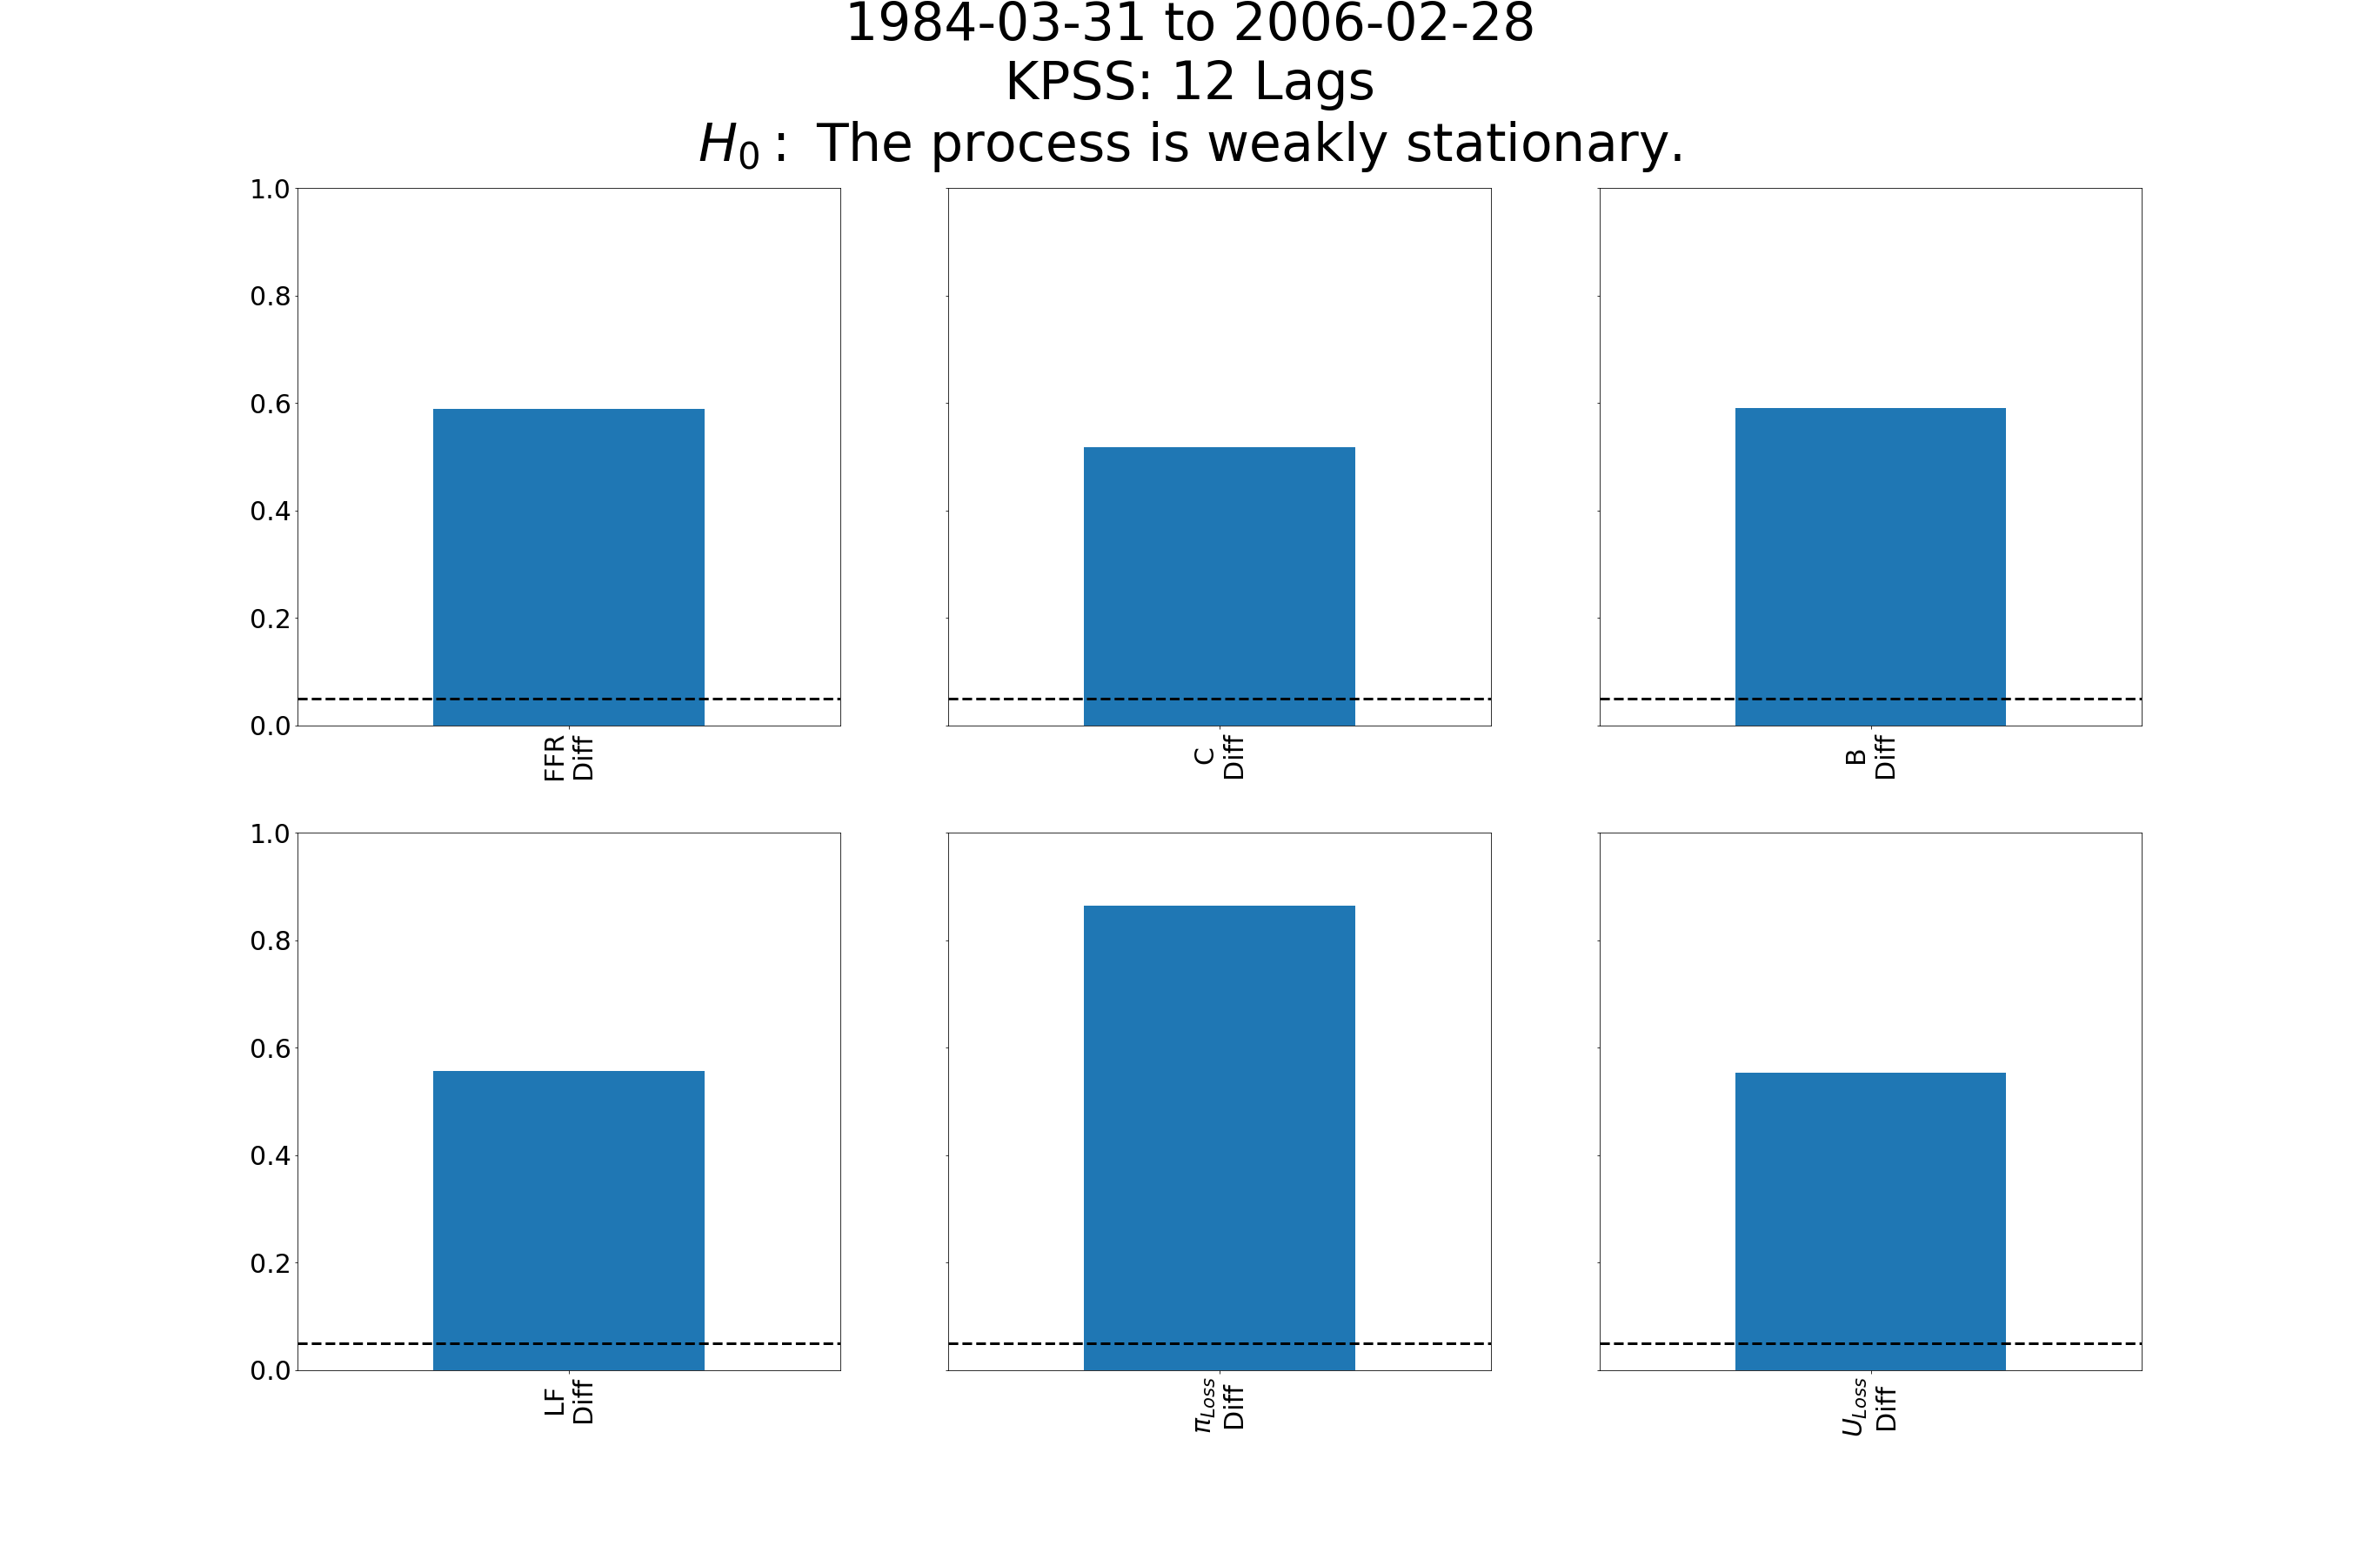 1984-03-31 to 2006-02-28
KPSS: 12 Lags
H₀ : The process is weakly stationary.
1.0
0.8
0.6
0.4
0.2
0.0
FFR
Diff
C
Diff
B
Diff
1.0
0.8
0.6
0.4
0.2
0.0
LF
Diff
π_Loss
Diff
U_Loss
Diff